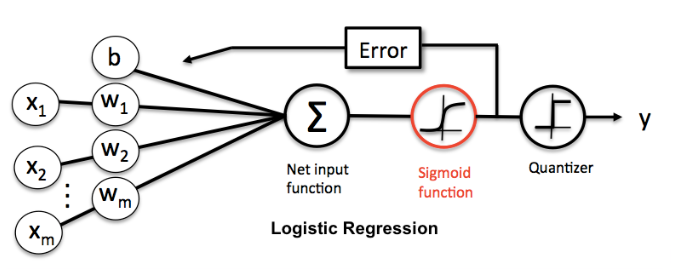 Error
b
x1
w1
x2
w2
⋮
xm
wm
Σ
Net input
function
Sigmoid
function
Quantizer
y
Logistic Regression